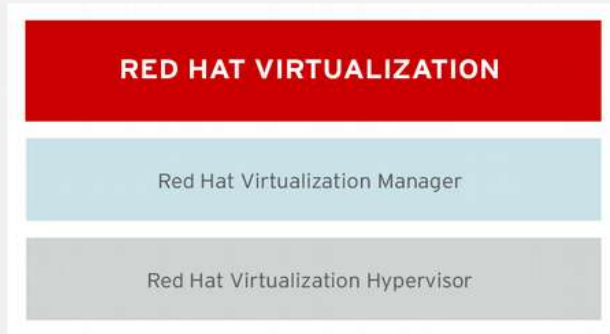 RED HAT VIRTUALIZATION
Red Hat Virtualization Manager
Red Hat Virtualization Hypervisor